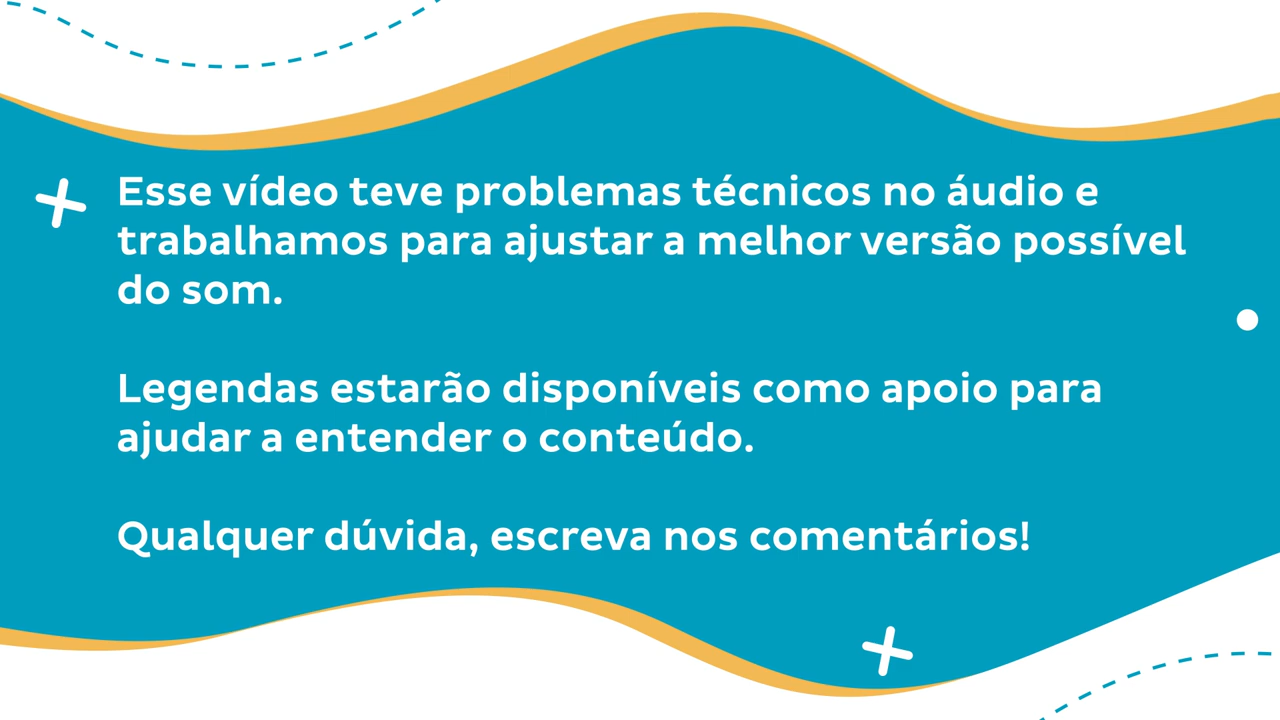 Esse vídeo teve problemas técnicos no áudio e
trabalhamos para ajustar a melhor versão possível
do som.
Legendas estarão disponíveis como apoio para
ajudar a entender o conteúdo.
Qualquer dúvida, escreva nos comentários!